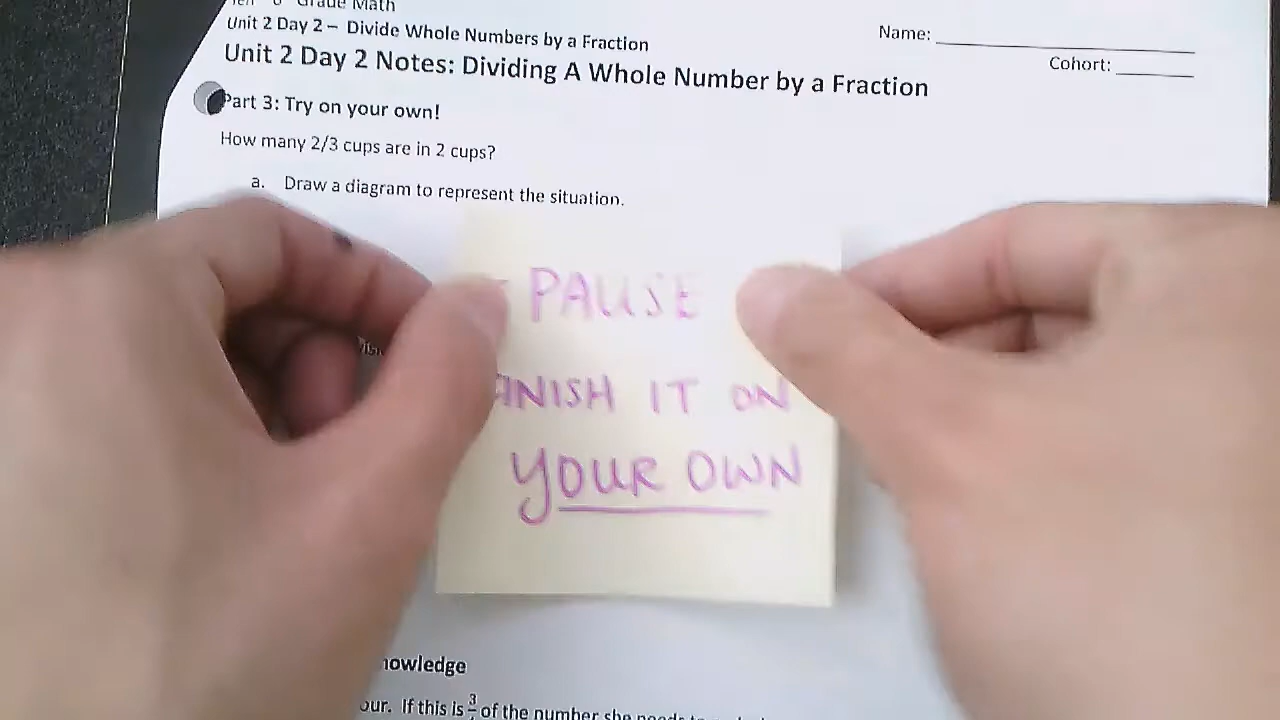 Grade Math
Unit 2 Day 2 – Divide Whole Numbers by a Fraction
Name:
Unit 2 Day 2 Notes: Dividing A Whole Number by a Fraction
Cohort:
Part 3: Try on your own!
How many 2/3 cups are in 2 cups?
a. Draw a diagram to represent the situation.
PAUSE
INISH IT ON
YOUR OWN
nowledge
our. If this is of the number she needs to